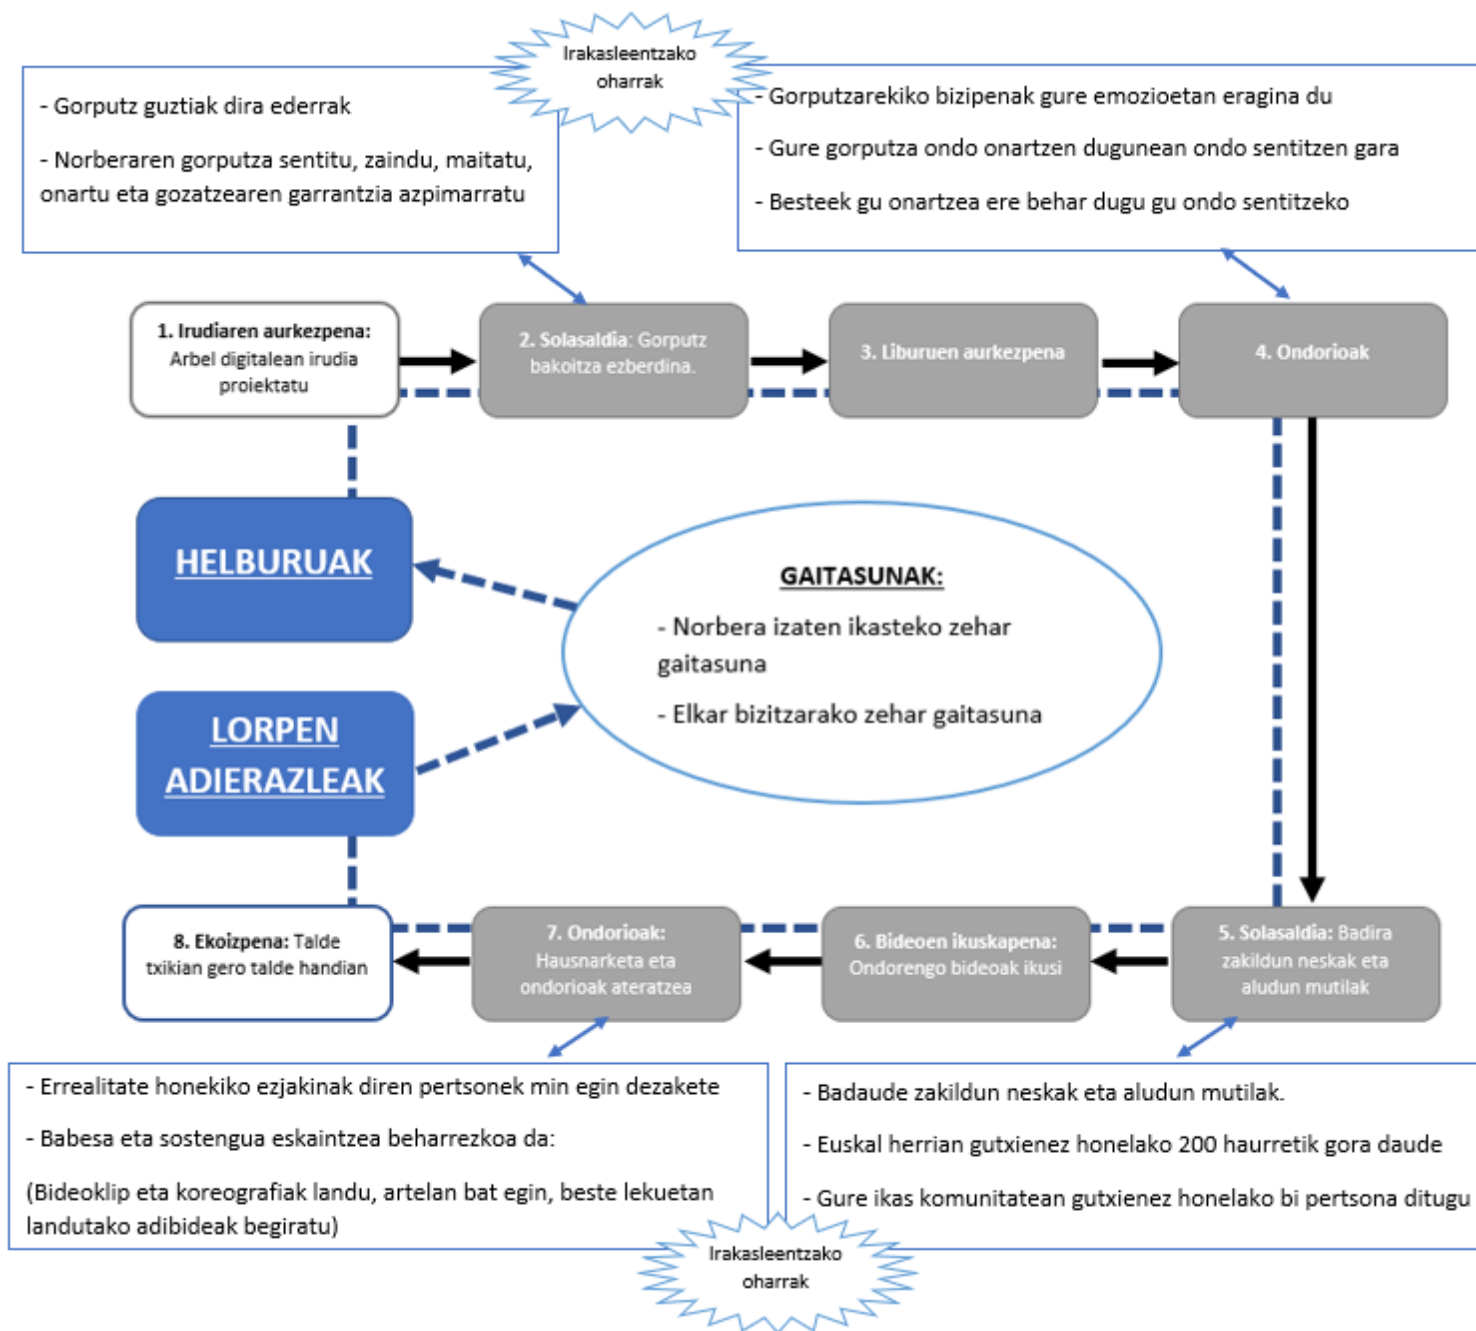 Irakasleentzako
oharrak
- Gorputz guztiak dira ederrak
- Norberaren gorputza sentitu, zaindu, maitatu,
onartu eta gozatzearen garrantzia azpimarratu
- Gorputzarekiko bizipenak gure emozioetan eragina du
- Gure gorputza ondo onartzen dugunean ondo sentitzen gara
- Besteek gu onartzea ere behar dugu gu ondo sentitzeko
1. Irudiaren aurkezpena:
Arbel digitalean irudia
proiektatu
2. Solasaldia: Gorputz
bakoitza ezberdina.
3. Liburuen aurkezpena
4. Ondorioak
HELBURUAK
GAITASUNAK:
- Norbera izaten ikasteko zehar
gaitasuna
- Elkar bizitzarako zehar gaitasuna
LORPEN
ADIERAZLEAK
8. Ekoizpena: Talde
txikian gero talde handian
7. Ondorioak:
Hausnarketa eta
ondorioak ateratzea
6. Bideoen ikuskapena:
Ondorengo bideoak ikusi
5. Solasaldia: Badira
zakildun neskak eta
aludun mutilak
- Errealitate honekiko ezjakinak diren pertsonek min egin dezakete
- Babesa eta sostengua eskaintzea beharrezkoa da:
(Bideoklip eta koreografiak landu, artelan bat egin, beste lekuetan
landutako adibideak begiratu)
- Badaude zakildun neskak eta aludun mutilak.
- Euskal herrian gutxienez honelako 200 haurretik gora daude
- Gure ikas komunitatean gutxienez honelako bi pertsona ditugu
Irakasleentzako
oharrak